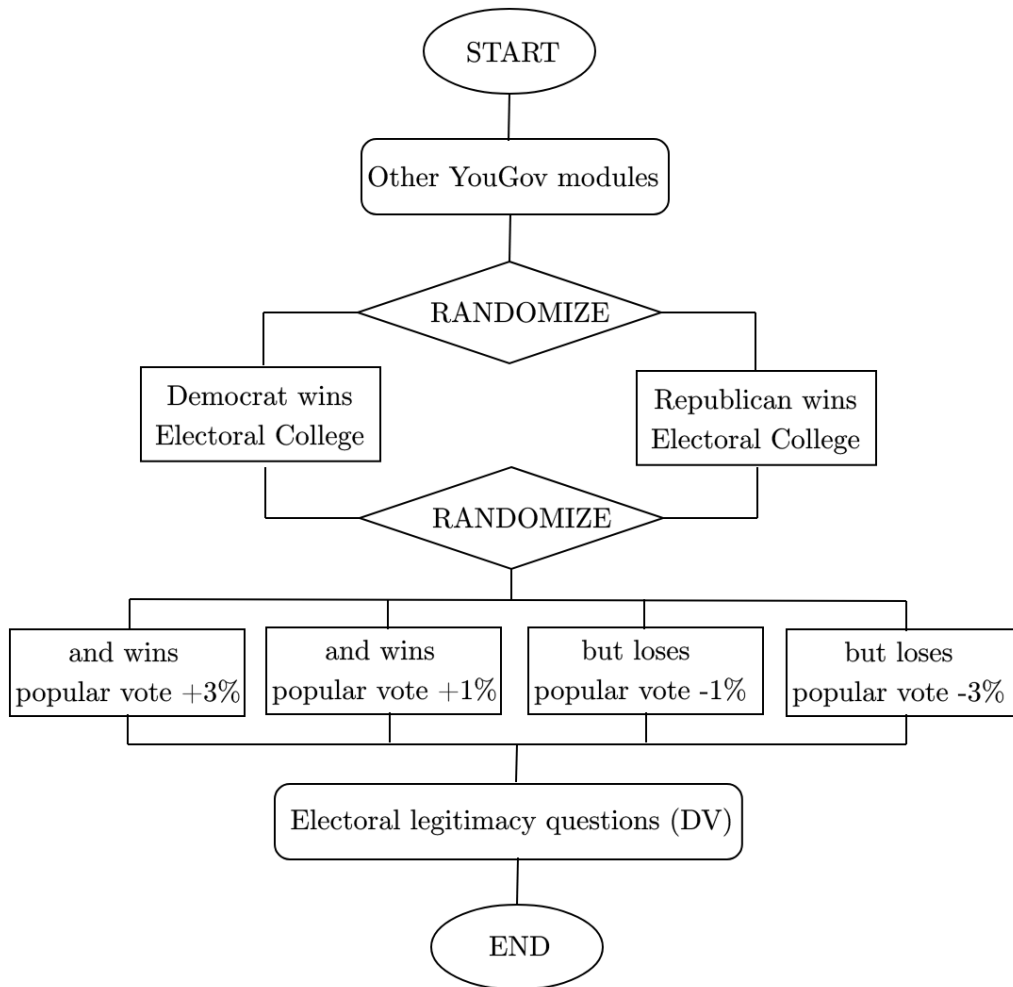 START
Other YouGov modules
RANDOMIZE
Democrat wins
Electoral College
Republican wins
Electoral College
RANDOMIZE
and wins
popular vote +3%
and wins
popular vote +1%
but loses
popular vote -1%
but loses
popular vote -3%
Electoral legitimacy questions (DV)
END